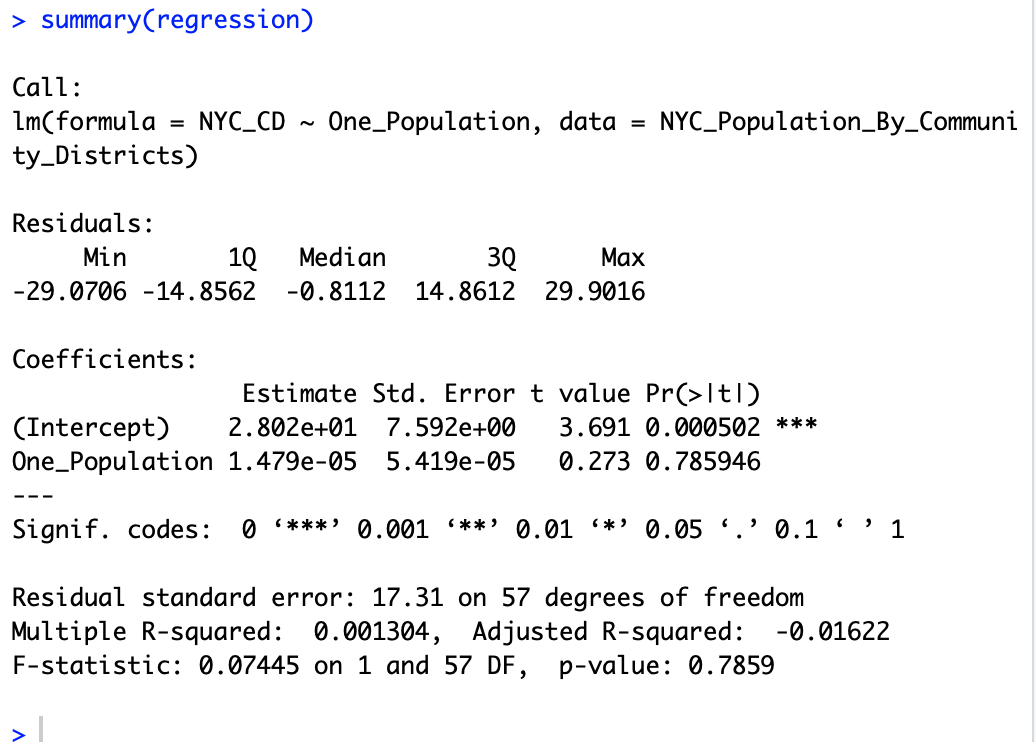 > summary(regression)
Call:
lm(formula = NYC_CD ~ One_Population, data = NYC_Population_By_Communi
ty_Districts)
Residuals:
     Min       1Q   Median       3Q      Max
-29.0706 -14.8562  -0.8112  14.8612  29.9016
Coefficients:
                Estimate Std. Error t value Pr(>|t|)
(Intercept)    2.802e+01  7.592e+00   3.691 0.000502 ***
One_Population 1.479e-05  5.419e-05   0.273 0.785946
---
Signif. codes:  0 ‘***’ 0.001 ‘**’ 0.01 ‘*’ 0.05 ‘.’ 0.1 ‘ ’ 1
Residual standard error: 17.31 on 57 degrees of freedom
Multiple R-squared:  0.001304,  Adjusted R-squared:  -0.01622
F-statistic: 0.07445 on 1 and 57 DF,  p-value: 0.7859
>